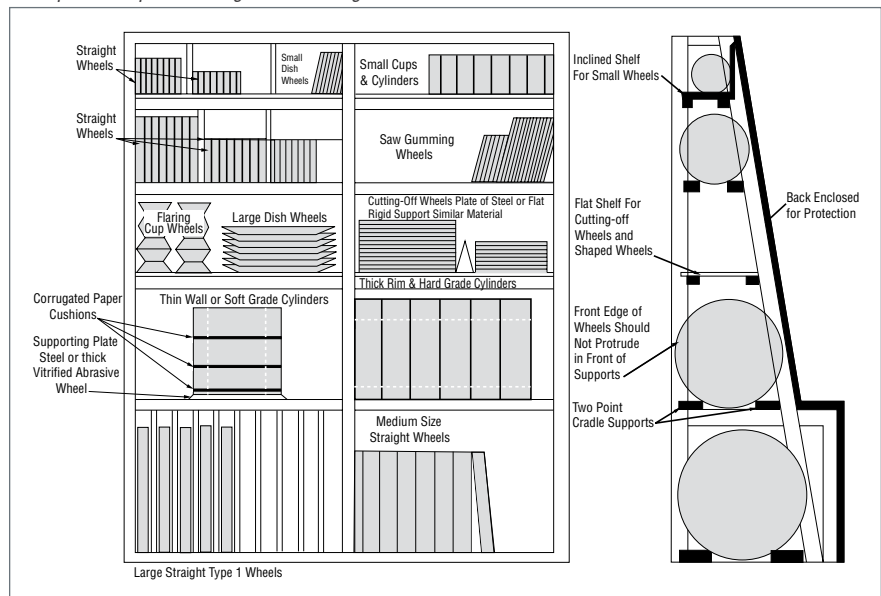 Straight
Wheels
Small
Dish
Wheels
Small Cups
& Cylinders
Straight
Wheels
Saw Gumming
Wheels
Flaring
Cup Wheels
Large Dish Wheels
Cutting-Off Wheels Plate of Steel or Flat
Rigid Support Similar Material
Corrugated Paper
Cushions
Thin Wall or Soft Grade Cylinders
Thick Rim & Hard Grade Cylinders
Supporting Plate
Steel or thick
Vitrified Abrasive
Wheel
Medium Size
Straight Wheels
Large Straight Type 1 Wheels
Inclined Shelf
For Small Wheels
Flat Shelf For
Cutting-off
Wheels and
Shaped Wheels
Back Enclosed
for Protection
Front Edge of
Wheels Should
Not Protrude
in Front of
Supports
Two Point
Cradle Supports